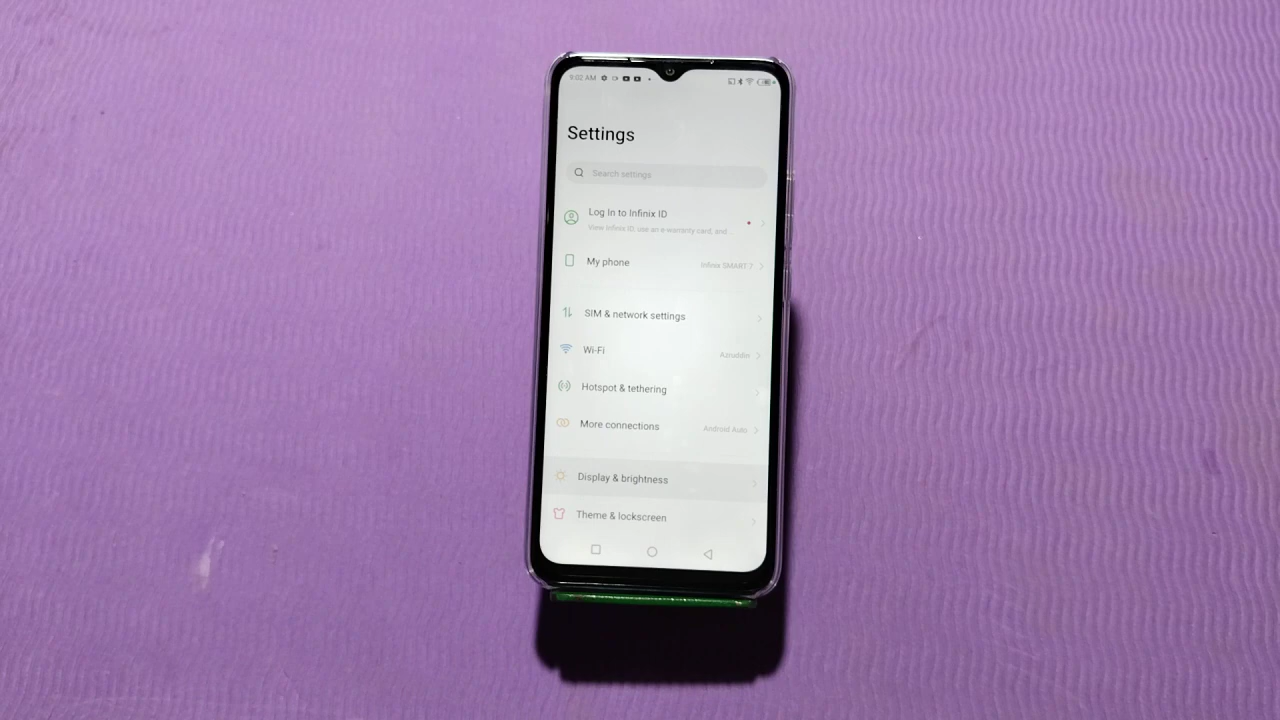 9:02 AM
Settings
Search settings
Log In to Infinix ID
View Infinix ID, use an e-warranty card, and ...
My phone
Infinix SMART 7
SIM & network settings
Wi-Fi
Azruddin
Hotspot & tethering
More connections
Android Auto
Display & brightness
Theme & lockscreen